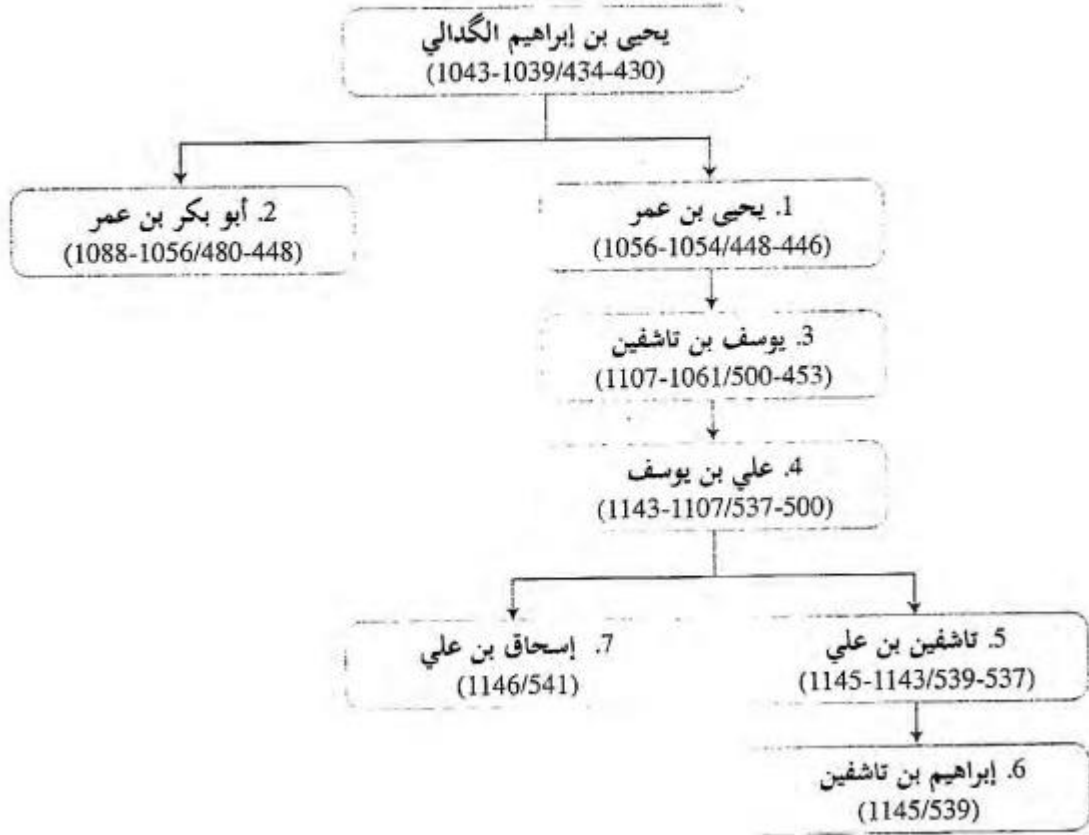 يحيى بن إبراهيم الگدالي
(1043-1039/434-430)
1. يحيى بن عمر
(1056-1054/448-446)
2. أبو بكر بن عمر
(1088-1056/480-448)
3. يوسف بن تاشفين
(1107-1061/500-453)
4. علي بن يوسف
(1143-1107/537-500)
5. تاشفين بن علي
(1145-1143/539-537)
7. إسحاق بن علي
(1146/541)
6. إبراهيم بن تاشفين
(1145/539)